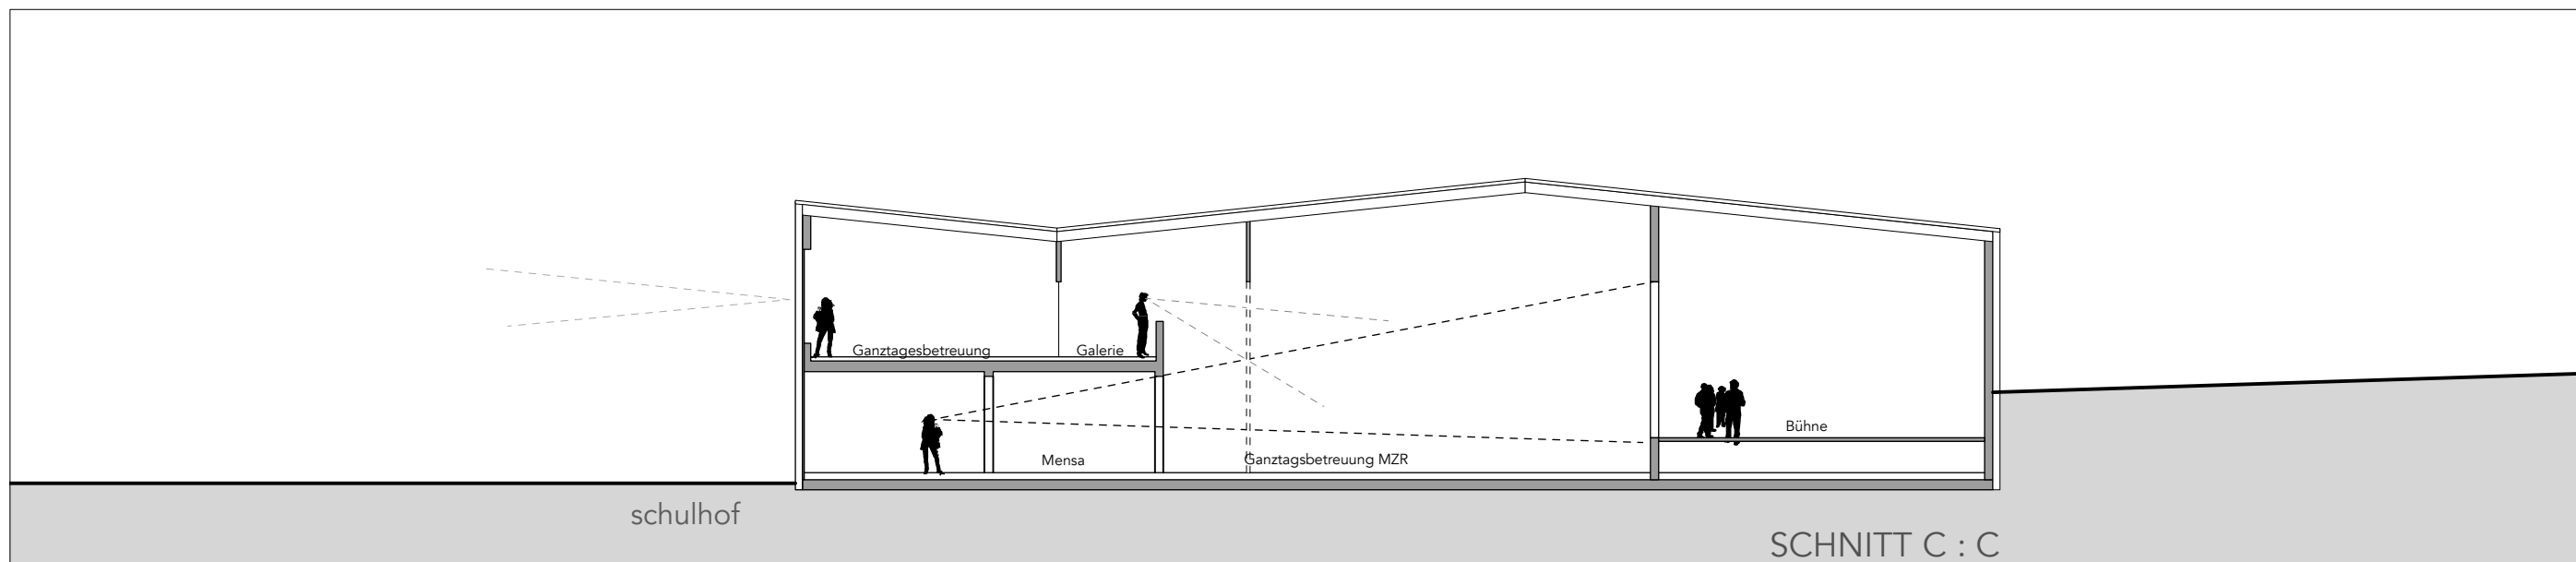 Ganztagesbetreuung
Galerie
Bühne
Mensa
Ganztagsbetreuung MZR
schulhof
SCHNITT C : C